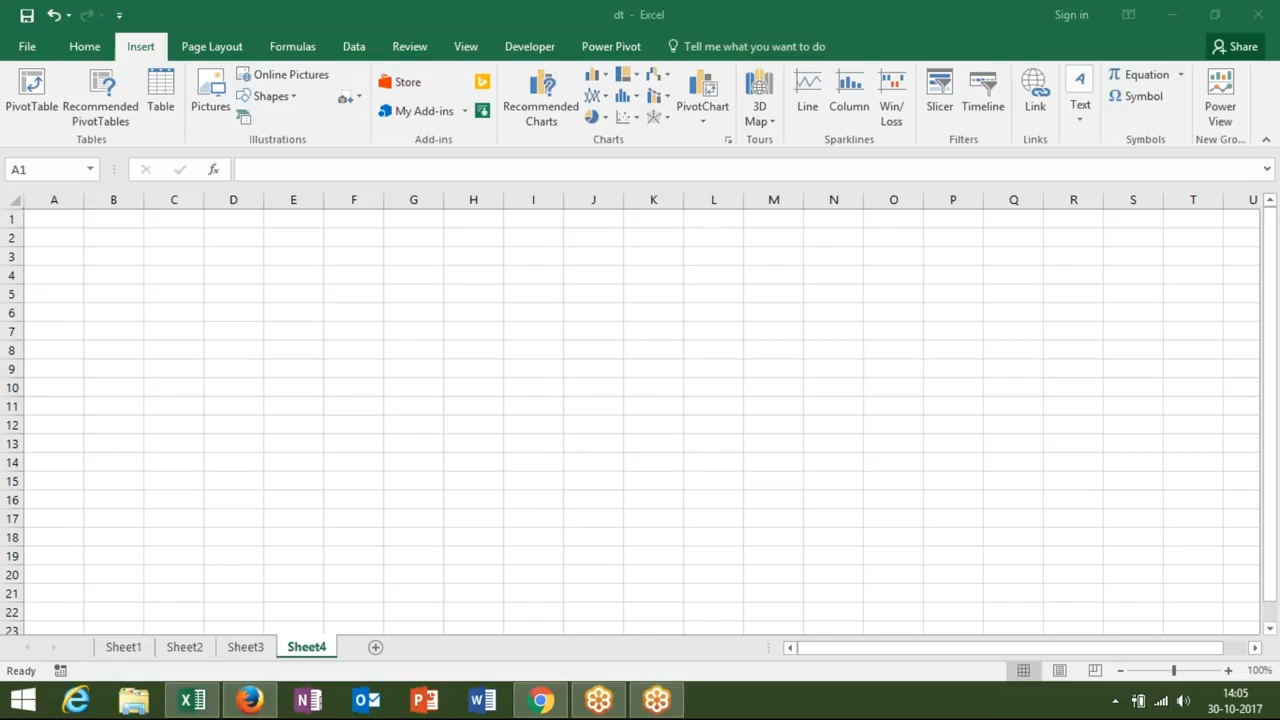 dt - Excel
Sign in
File Home Insert Page Layout Formulas Data Review View Developer Power Pivot Tell me what you want to do Share
PivotTable
Recommended PivotTables
Table
Tables
Pictures
Online Pictures
Shapes
Illustrations
Store
My Add-ins
Add-ins
Recommended Charts
PivotChart
Charts
3D Map
Tours
Line
Column
Win/Loss
Sparklines
Slicer
Timeline
Filters
Link
Links
A
Text
π Equation
Ω Symbol
Symbols
Power View
New Gro...
A1
fx
A B C D E F G H I J K L M N O P Q R S T U
1
2
3
4
5
6
7
8
9
10
11
12
13
14
15
16
17
18
19
20
21
22
23
Sheet1 Sheet2 Sheet3 Sheet4
Ready
100%
14:05
30-10-2017